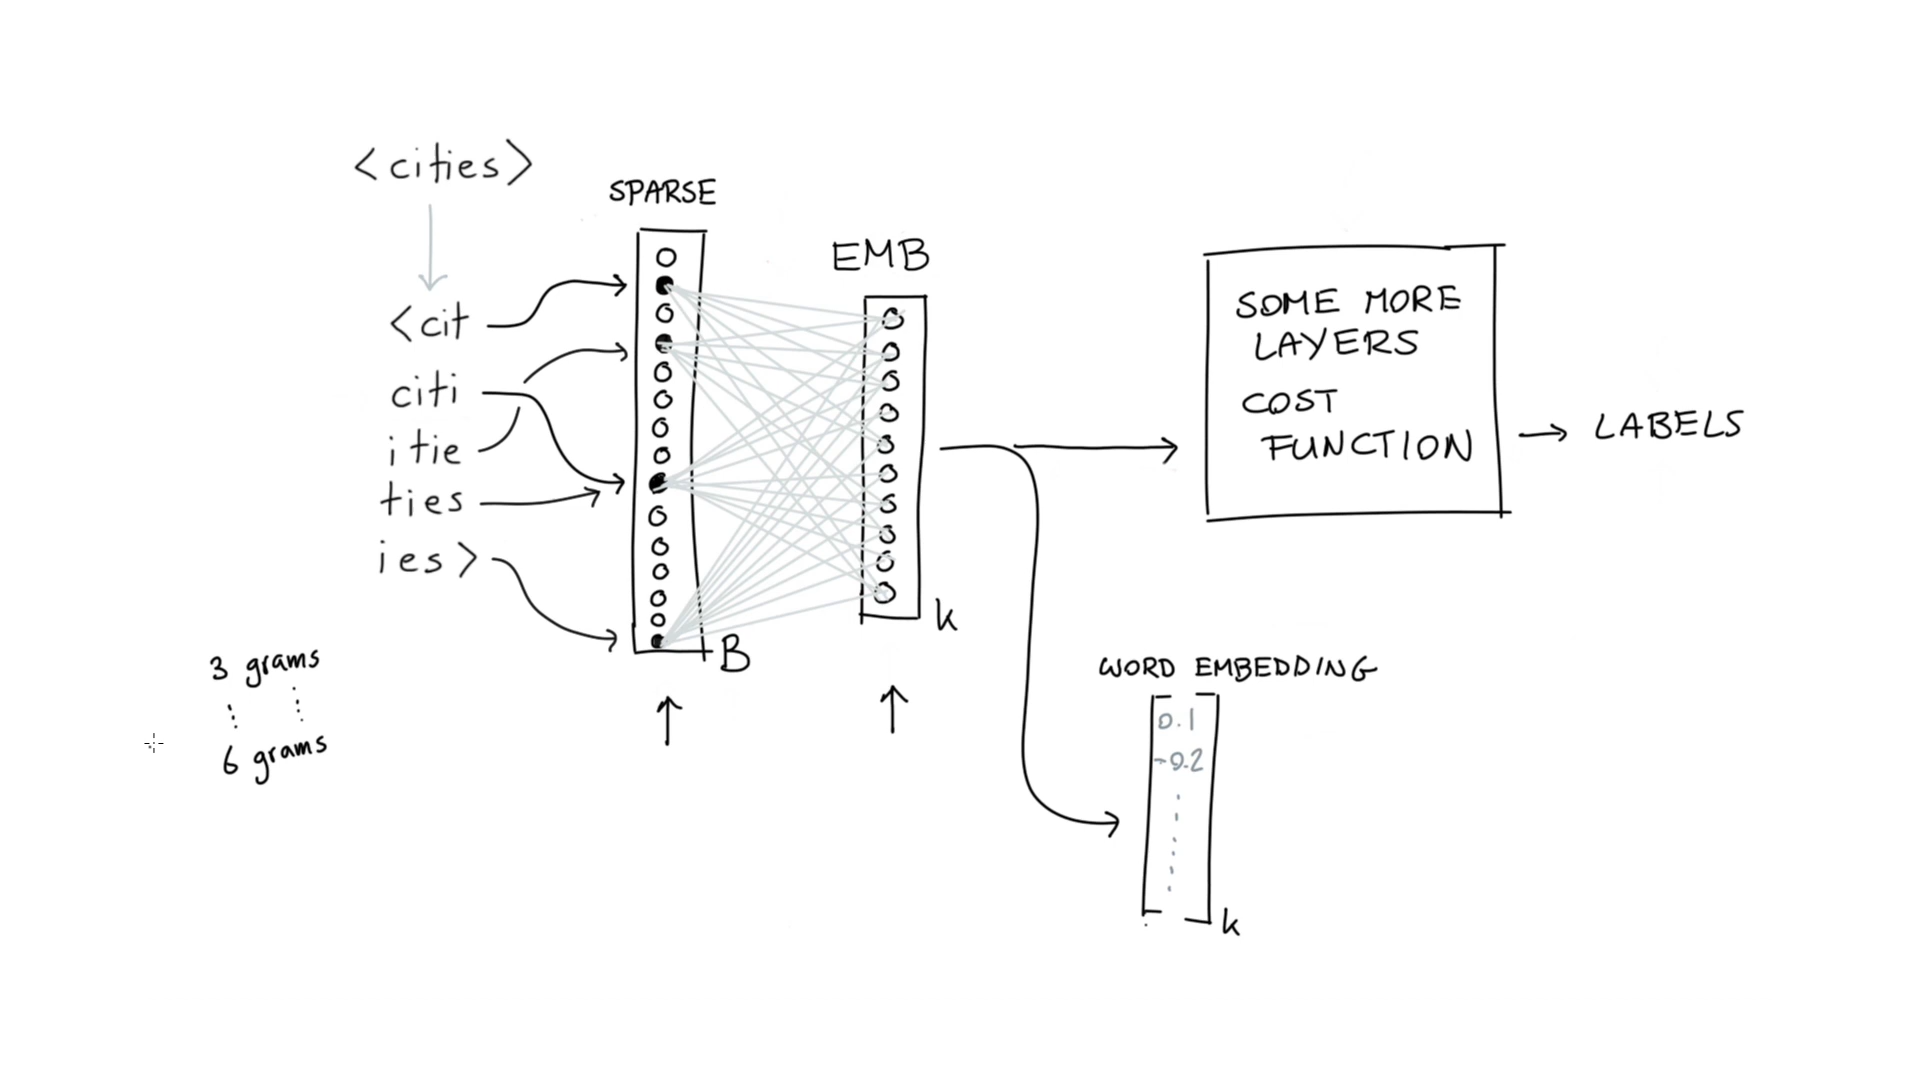 <cities>
<cit
citi
itie
ties
ies>
3 grams
6 grams
SPARSE
B
EMB
k
SOME MORE
LAYERS
COST
FUNCTION
LABELS
WORD EMBEDDING
0.1
-0.2
k